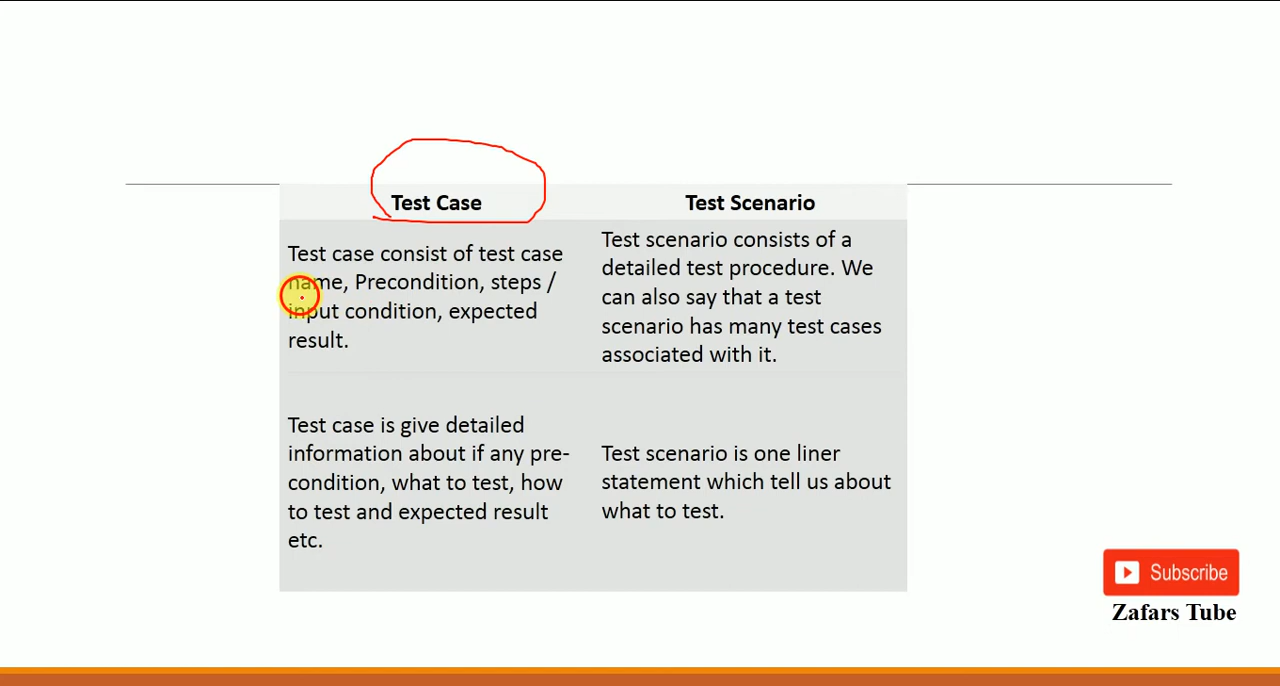 Test Case
Test Scenario
Test case consist of test case
name, Precondition, steps /
input condition, expected
result.
Test scenario consists of a
detailed test procedure. We
can also say that a test
scenario has many test cases
associated with it.
Test case is give detailed
information about if any pre-
condition, what to test, how
to test and expected result
etc.
Test scenario is one liner
statement which tell us about
what to test.
Subscribe
Zafars Tube